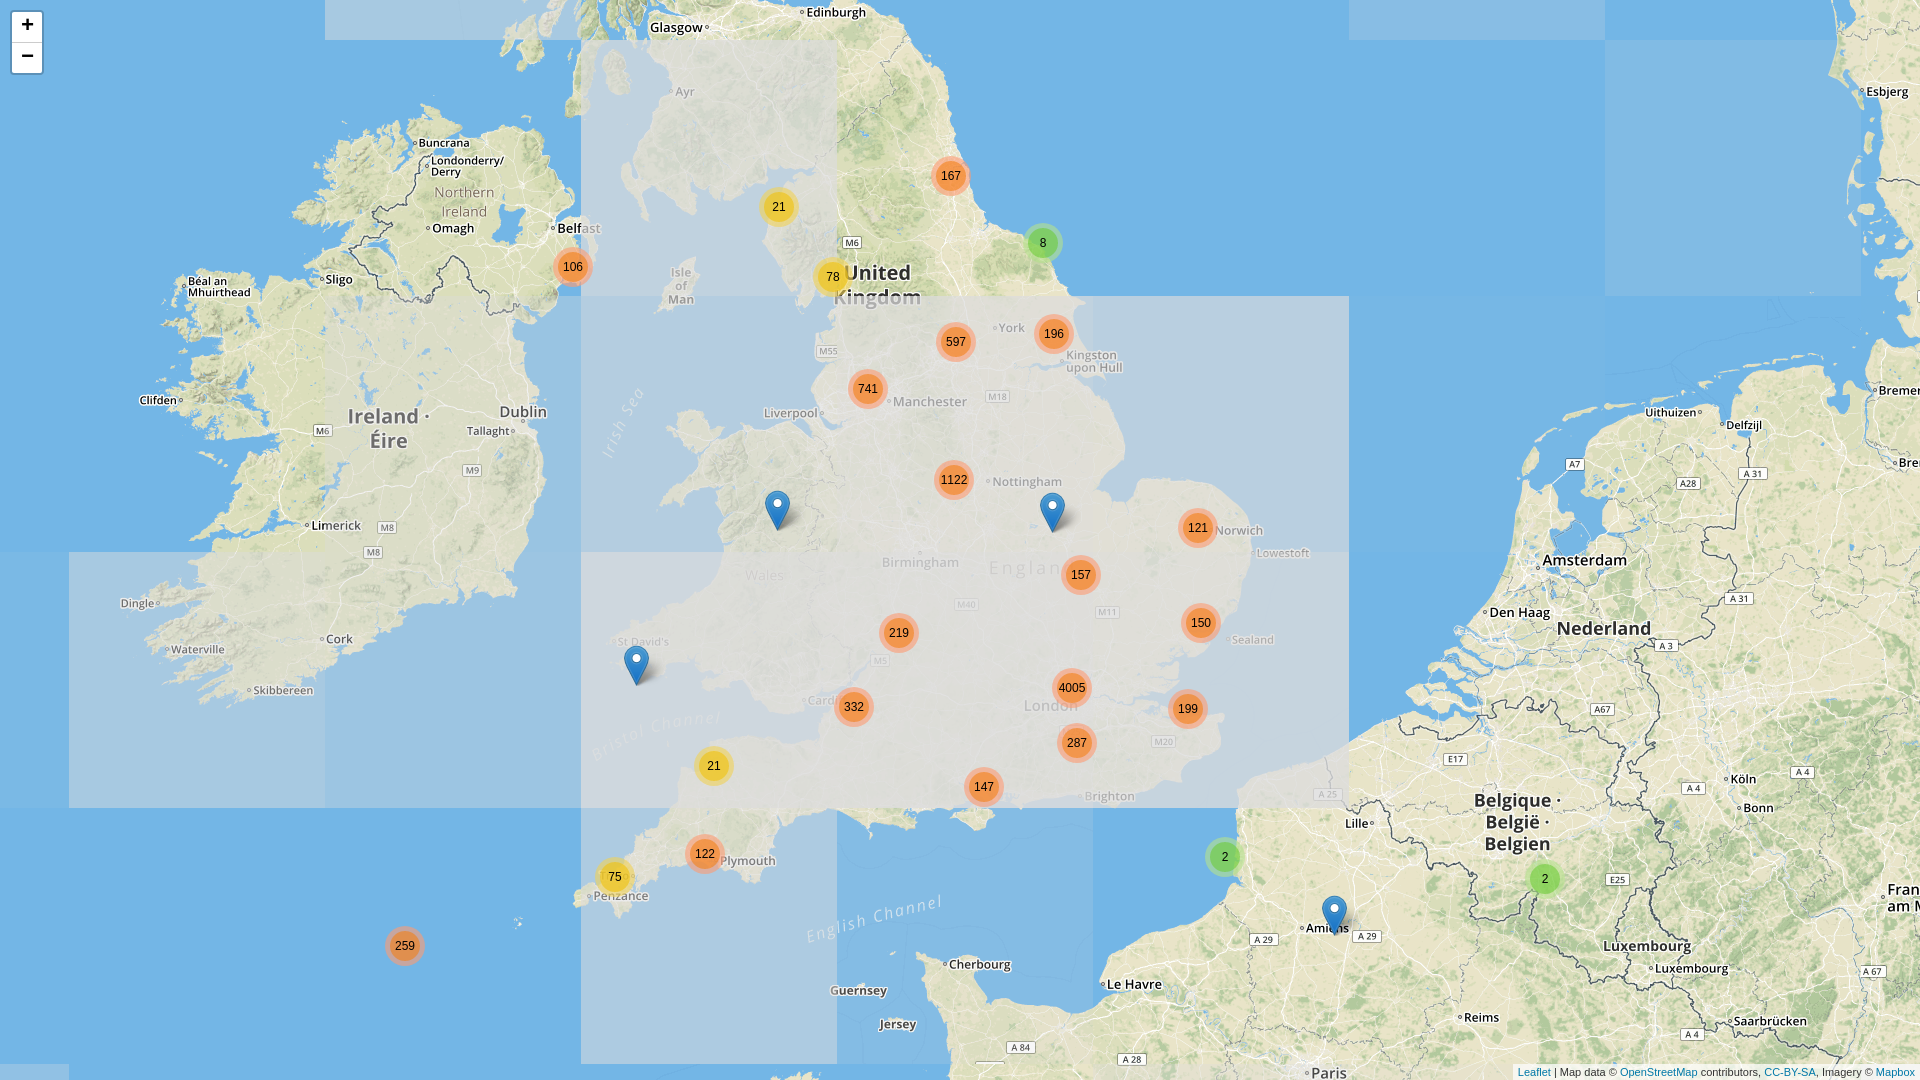 +
−
Edinburgh
Glasgow
Ayr
Esbjerg
Buncrana
Londonderry/
Derry
Northern
Ireland
Omagh
Belfast
167
21
8
M6
106
78
United
Kingdom
Isle
of
Man
Sligo
Béal an
Mhuirthead
York
196
597
M55
Kingston
upon Hull
741
Manchester
M18
Liverpool
Clifden
Dublin
Ireland ·
Éire
M6
Tallaght
Irish Sea
M9
Uithuizen
Delfzijl
Bremer
Bre
A7
A 31
A28
1122
Nottingham
Limerick
M8
M8
121
Norwich
Lowestoft
Birmingham
England
157
Wales
Amsterdam
Dingle
M40
M11
Den Haag
A 31
Nederland
150
Sealand
219
Cork
St David's
Waterville
A 3
M5
Skibbereen
4005
London
199
332
Cardi
A67
Bristol Channel
287
M20
E17
21
147
Brighton
A 25
Köln
A 4
A 4
Bonn
Belgique ·
België ·
Belgien
Lille
122
Plymouth
2
75
Penzance
2
E25
Fran
am M
English Channel
Amiens
A 29
A 29
259
Luxembourg
Luxembourg
A 67
Cherbourg
Le Havre
Guernsey
Jersey
Reims
Saarbrücken
A 4
A 84
A 28
Paris
Leaflet | Map data © OpenStreetMap contributors, CC-BY-SA, Imagery © Mapbox